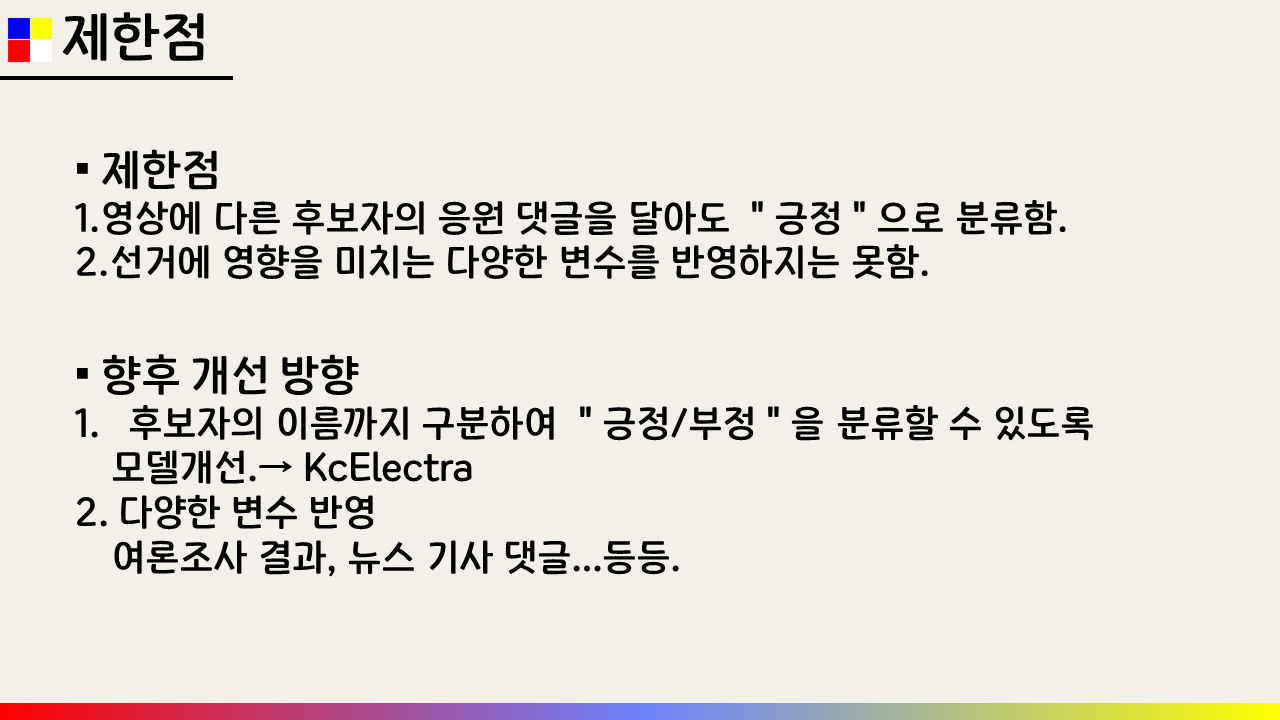 제한점
▪ 제한점
1.영상에 다른 후보자의 응원 댓글을 달아도 " 긍정 " 으로 분류함.
2.선거에 영향을 미치는 다양한 변수를 반영하지는 못함.
▪ 향후 개선 방향
1. 후보자의 이름까지 구분하여 " 긍정/부정 " 을 분류할 수 있도록
모델개선.→ KcElectra
2. 다양한 변수 반영
여론조사 결과, 뉴스 기사 댓글...등등.